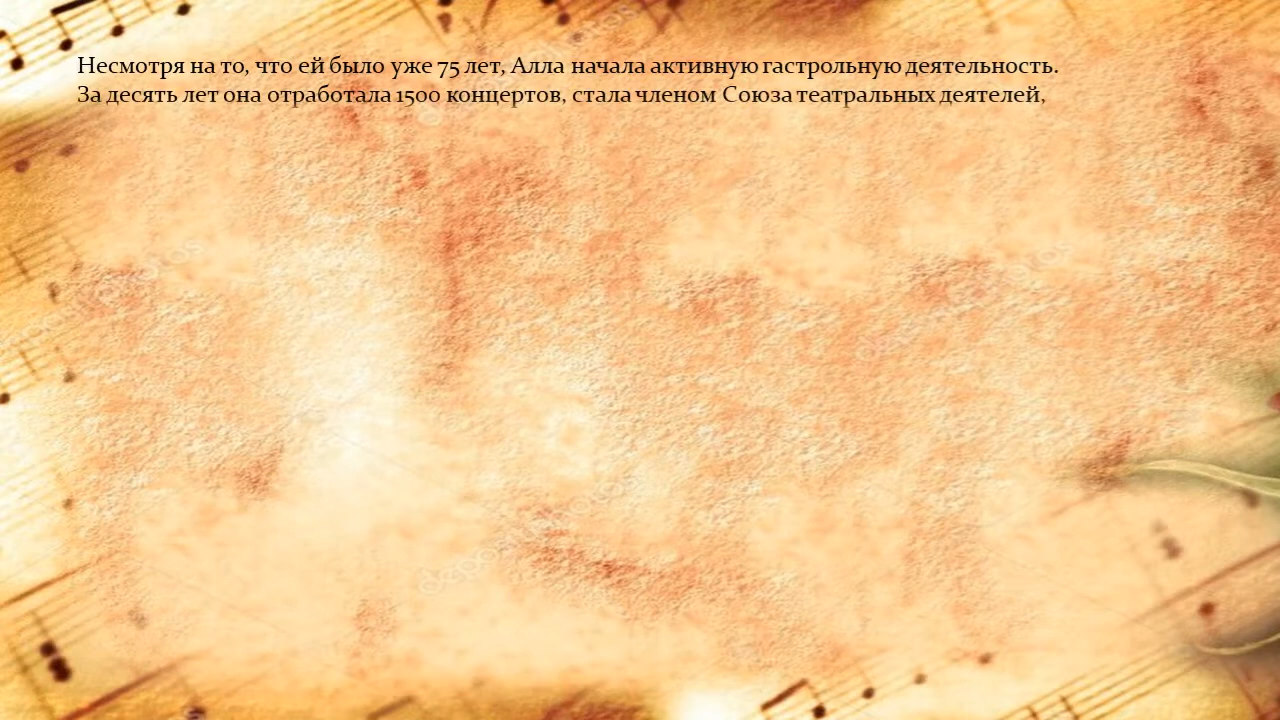 Несмотря на то, что ей было уже 75 лет, Алла начала активную гастрольную деятельность.
За десять лет она отработала 1500 концертов, стала членом Союза театральных деятелей,